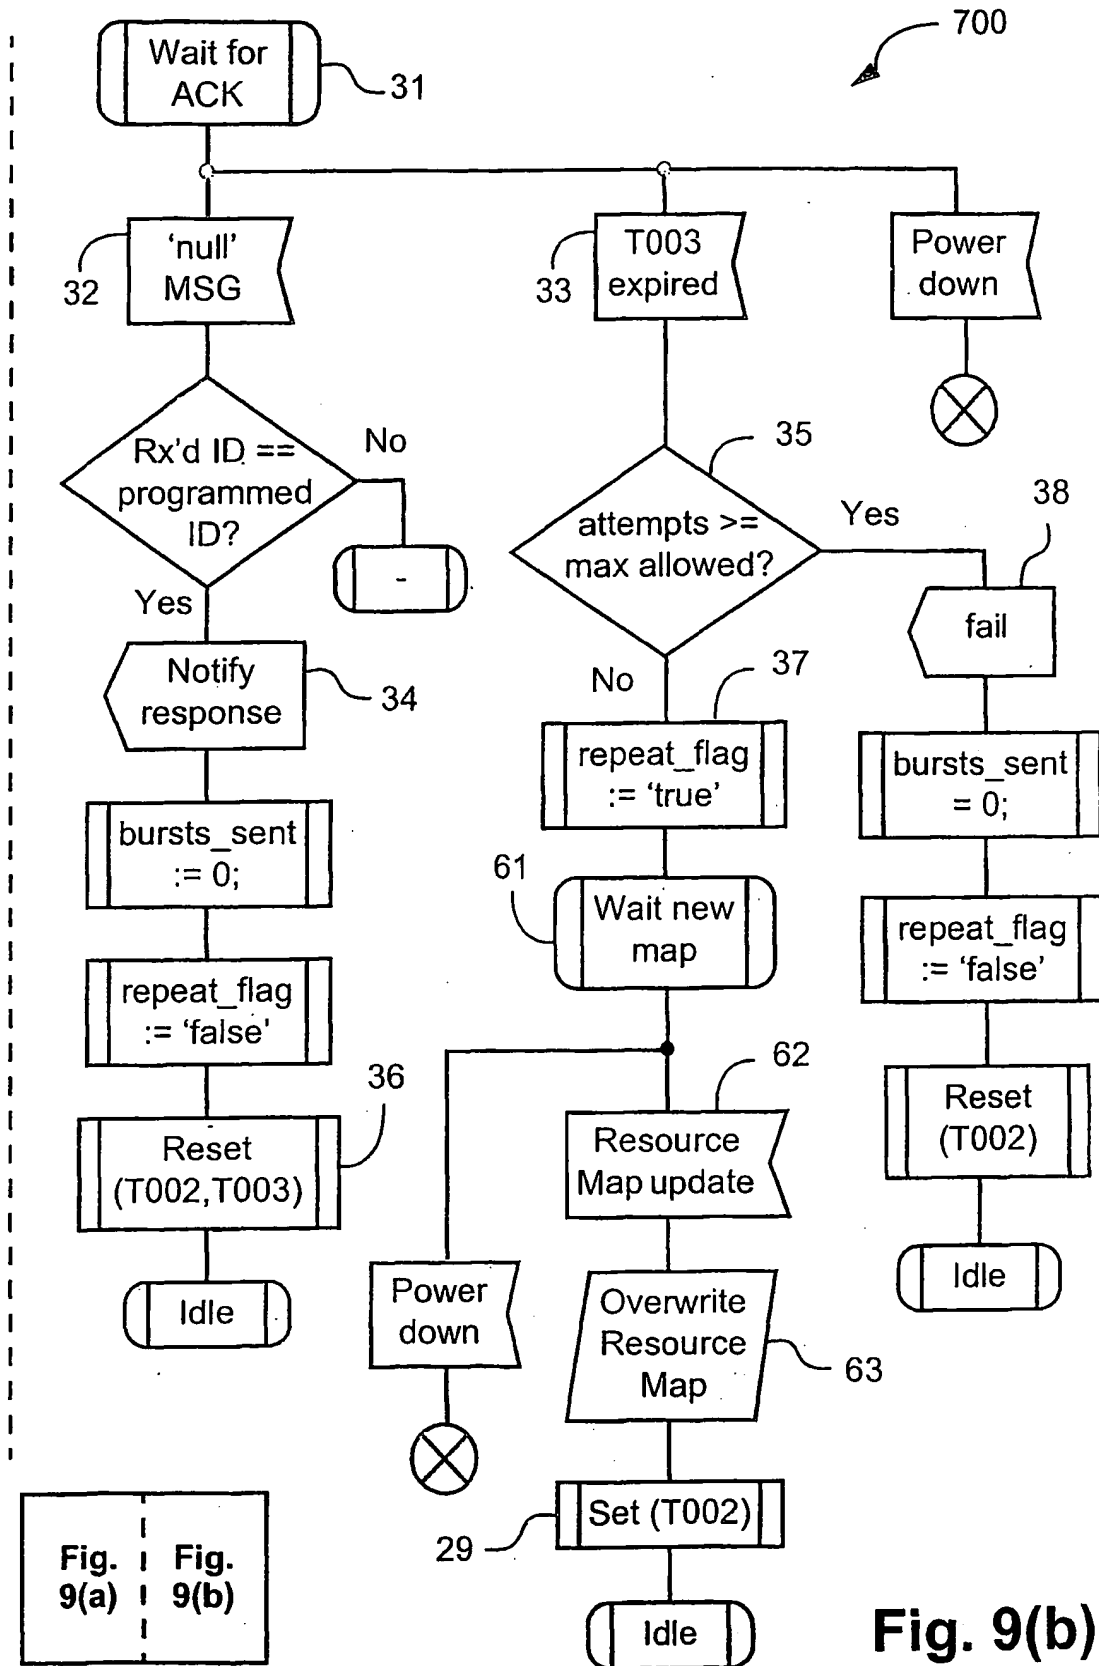 700
Wait for
ACK
31
32
'null'
MSG
33
T003
expired
Power
down
Rx'd ID ==
programmed
ID?
No
-
Yes
35
attempts >=
max allowed?
Yes
38
fail
Notify
response
34
No
37
repeat_flag
:= 'true'
bursts_sent
= 0;
bursts_sent
:= 0;
61
Wait new
map
repeat_flag
:= 'false'
repeat_flag
:= 'false'
36
Reset
(T002,T003)
62
Resource
Map update
Reset
(T002)
Idle
Idle
Power
down
Overwrite
Resource
Map
63
29
Set (T002)
Idle
Fig.
9(a)
Fig.
9(b)
Fig. 9(b)